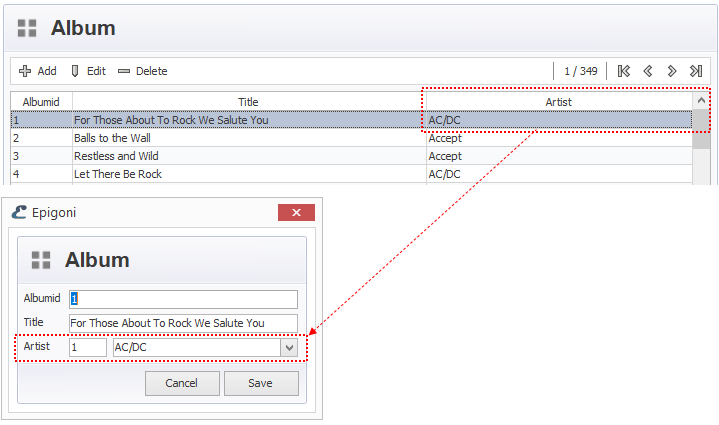 Album
Add Edit Delete 1 / 349
Albumid Title Artist
1 For Those About To Rock We Salute You AC/DC
2 Balls to the Wall Accept
3 Restless and Wild Accept
4 Let There Be Rock AC/DC
Epigoni
Album
Albumid 1
Title For Those About To Rock We Salute You
Artist 1 AC/DC
Cancel Save